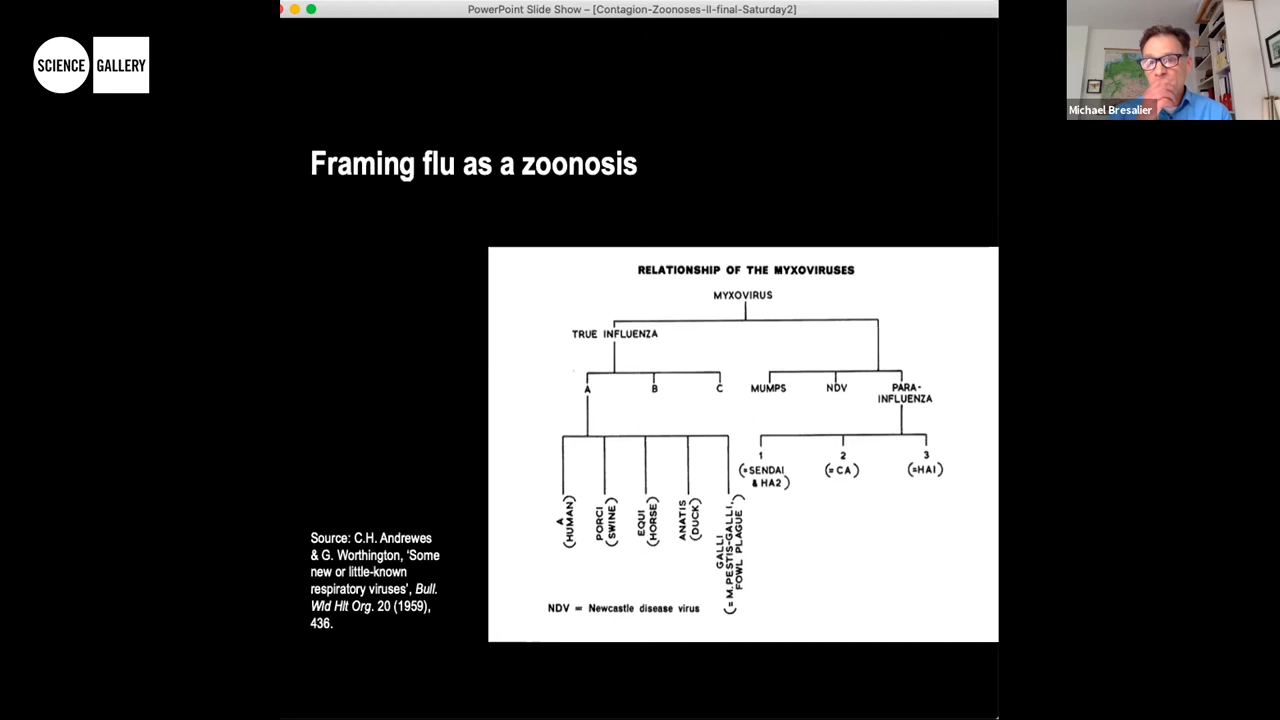 PowerPoint Slide Show – [Contagion-Zoonoses-II-final-Saturday2]
SCIENCE GALLERY
Michael Bresalier
Framing flu as a zoonosis
RELATIONSHIP OF THE MYXOVIRUSES
MYXOVIRUS
TRUE INFLUENZA
A B C MUMPS NDV PARA-
INFLUENZA
1 2 3
(=SENDAI (=CA) (=HAI)
& HA2)
A
(HUMAN)
PORCI
(SWINE)
EQUI
(HORSE)
ANATIS
(DUCK)
GALLI
(=M.PESTIS-GALLI,
FOWL PLAGUE)
NDV = Newcastle disease virus
Source: C.H. Andrewes
& G. Worthington, 'Some
new or little-known
respiratory viruses', Bull.
Wld Hlt Org. 20 (1959),
436.